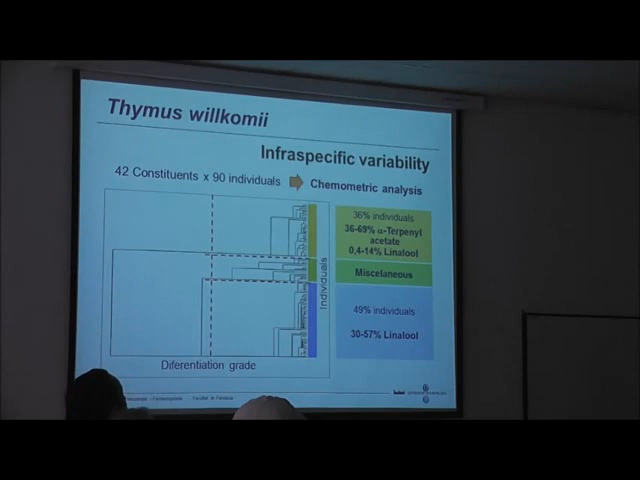 Thymus willkomii
Infraspecific variability
42 Constituents x 90 individuals
Chemometric analysis
36% individuals
36-69% α-Terpenyl
acetate
0,4-14% Linalool
Miscelaneous
49% individuals
30-57% Linalool
Individuals
Diferentiation grade